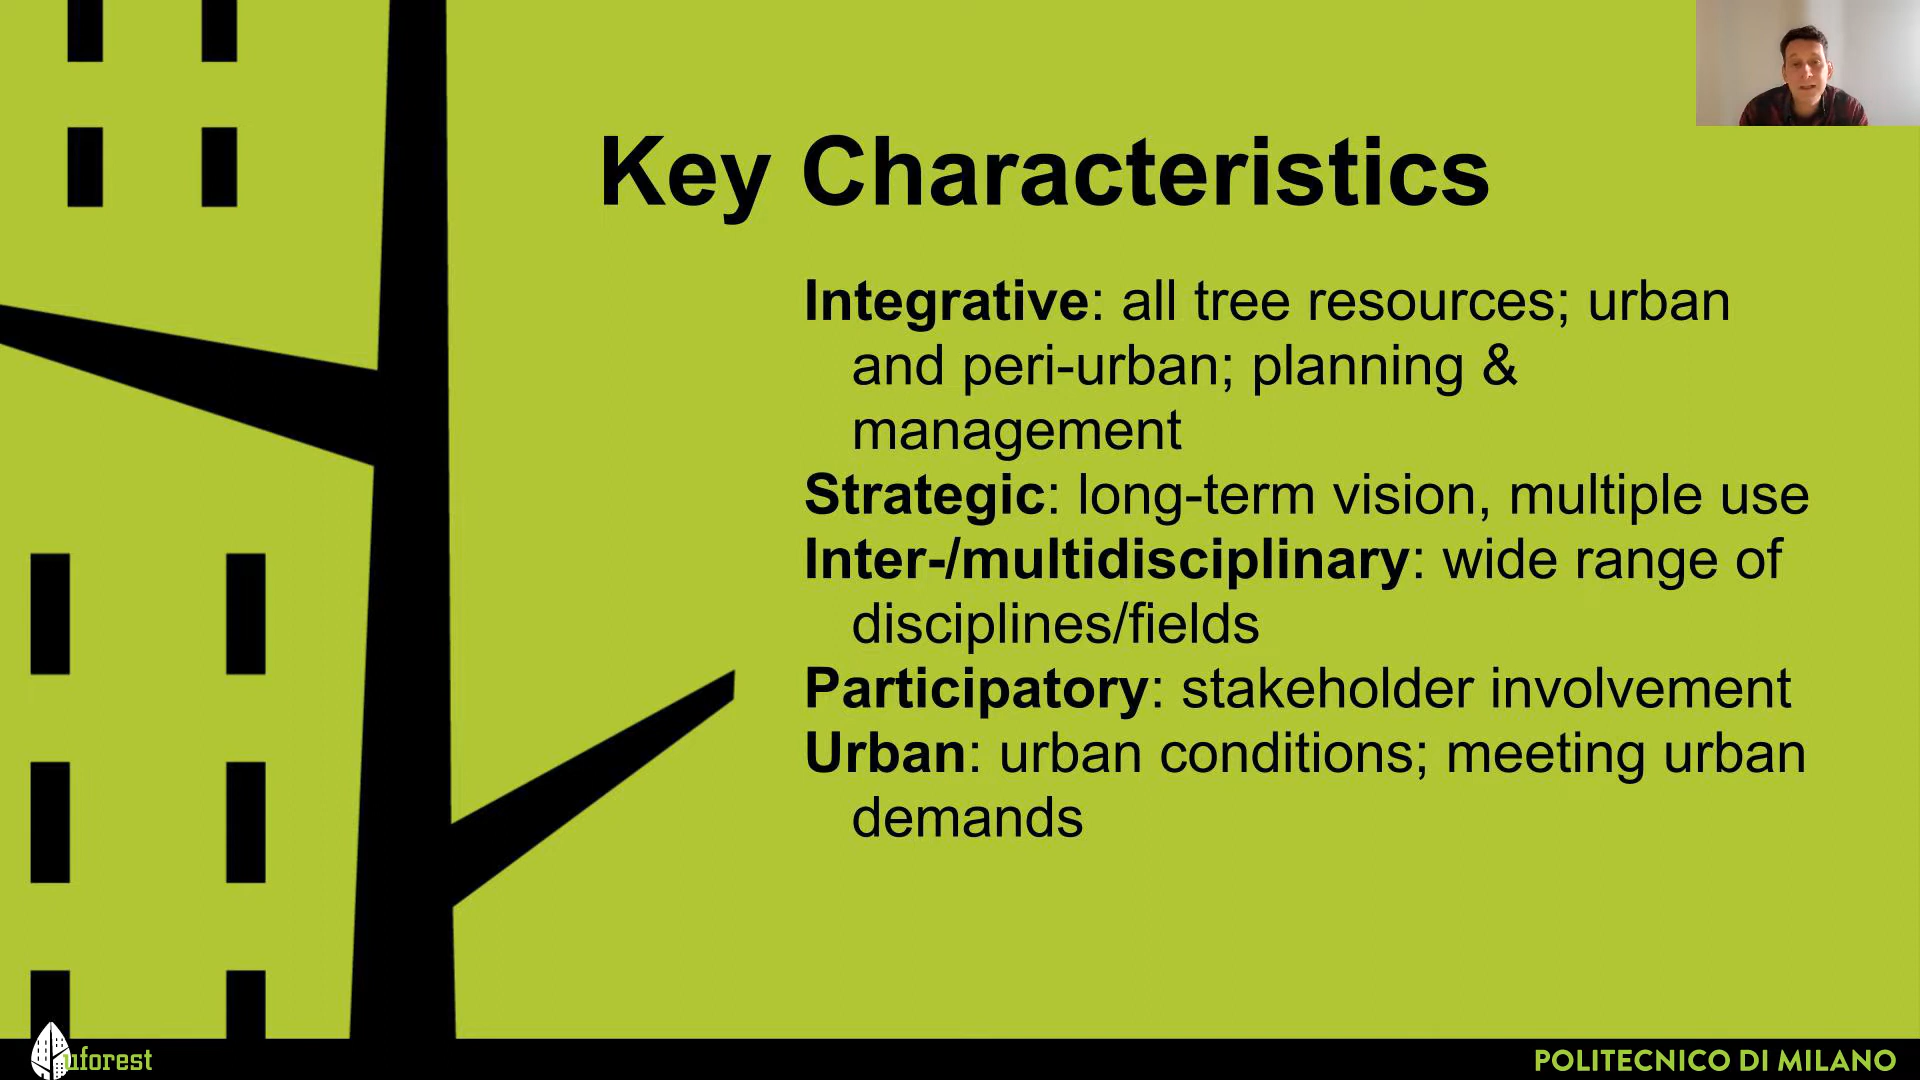 Key Characteristics
Integrative: all tree resources; urban
and peri-urban; planning &
management
Strategic: long-term vision, multiple use
Inter-/multidisciplinary: wide range of
disciplines/fields
Participatory: stakeholder involvement
Urban: urban conditions; meeting urban
demands
uforest
POLITECNICO DI MILANO